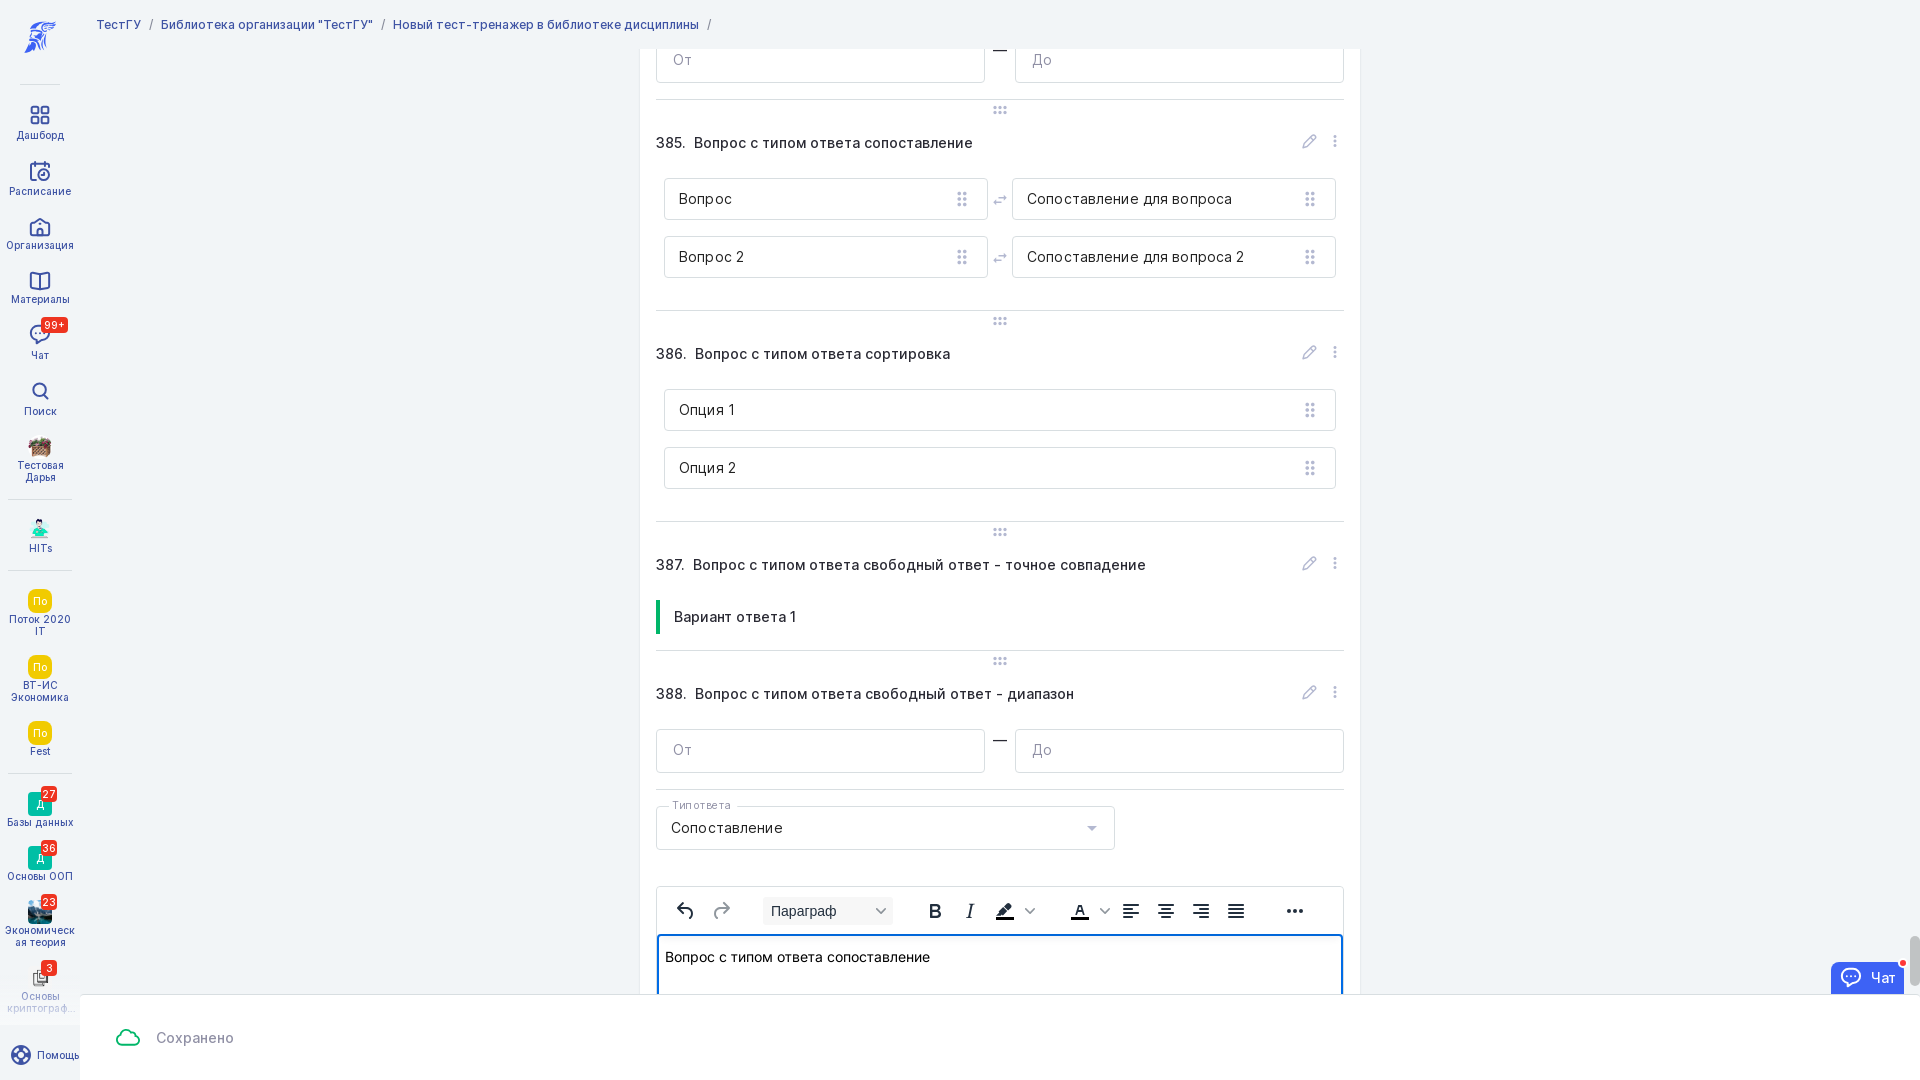 ТестГУ / Библиотека организации "ТестГУ" / Новый тест-тренажер в библиотеке дисциплины /
Дашборд
Расписание
Организация
Материалы
99+
Чат
Поиск
Тестовая
Дарья
HITs
По
Поток 2020
IT
По
ВТ-ИС
Экономика
По
Fest
27
Д
Базы данных
36
Д
Основы ООП
23
Экономическ
ая теория
3
Основы
криптограф...
Помощь
От — До
385. Вопрос с типом ответа сопоставление
Вопрос Сопоставление для вопроса
Вопрос 2 Сопоставление для вопроса 2
386. Вопрос с типом ответа сортировка
Опция 1
Опция 2
387. Вопрос с типом ответа свободный ответ - точное совпадение
Вариант ответа 1
388. Вопрос с типом ответа свободный ответ - диапазон
От — До
Тип ответа
Сопоставление
Параграф B I A
Вопрос с типом ответа сопоставление
Чат
Сохранено